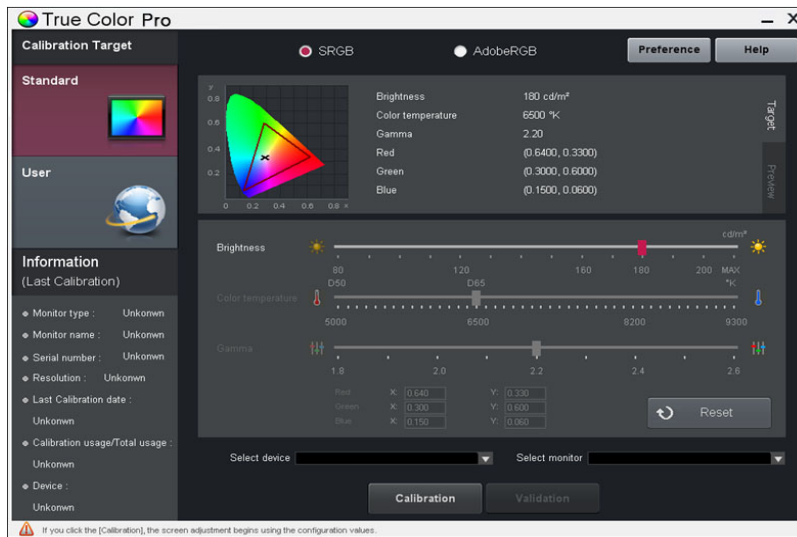 True Color Pro
Calibration Target
SRGB
AdobeRGB
Preference
Help
Standard
User
Information
(Last Calibration)
Monitor type : Unkonwn
Monitor name : Unkonwn
Serial number : Unkonwn
Resolution : Unkonwn
Last Calibration date :
Unkonwn
Calibration usage/Total usage :
Unkonwn
Device :
Unkonwn
Y
0.8
0.6
0.4
0.2
0 0.2 0.4 0.6 0.8 x
Brightness 180 cd/m²
Color temperature 6500 °K
Gamma 2.20
Red (0.6400, 0.3300)
Green (0.3000, 0.6000)
Blue (0.1500, 0.0600)
Target
Preview
cd/m²
Brightness
80 120 160 180 200 MAX
D50 D65 °K
Color temperature
5000 6500 8200 9300
Gamma
1.8 2.0 2.2 2.4 2.6
Red X: 0.640 Y: 0.330
Green X: 0.300 Y: 0.600
Blue X: 0.150 Y: 0.060
Reset
Select device
Select monitor
Calibration
Validation
If you click the [Calibration], the screen adjustment begins using the configuration values.